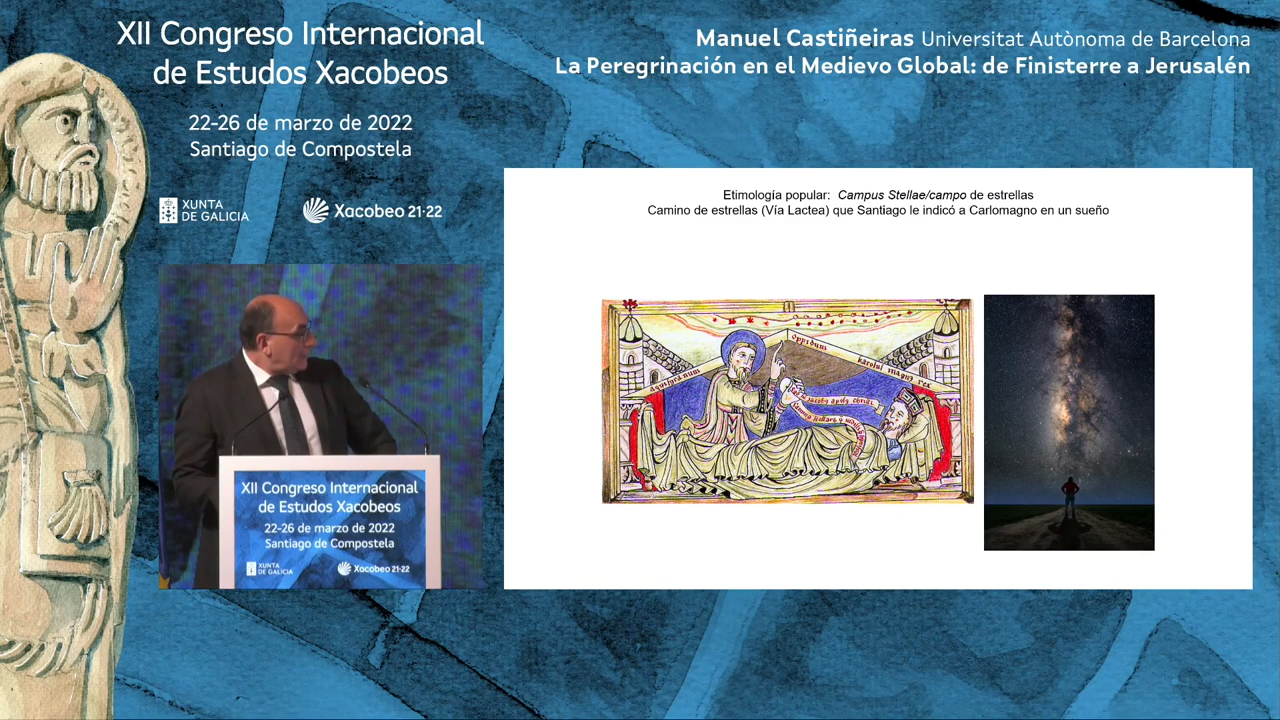 XII Congreso Internacional
de Estudos Xacobeos
22-26 de marzo de 2022
Santiago de Compostela
XUNTA
DE GALICIA
Xacobeo 21·22
Manuel Castiñeiras Universitat Autònoma de Barcelona
La Peregrinación en el Medievo Global: de Finisterre a Jerusalén
Etimología popular: Campus Stellae/campo de estrellas
Camino de estrellas (Vía Lactea) que Santiago le indicó a Carlomagno en un sueño
oppidum
karoluſ magnꝰ rex
XII Congreso Internacional
de Estudos Xacobeos
22-26 de marzo de 2022
Santiago de Compostela
XUNTA
DE GALICIA
Xacobeo 21·22